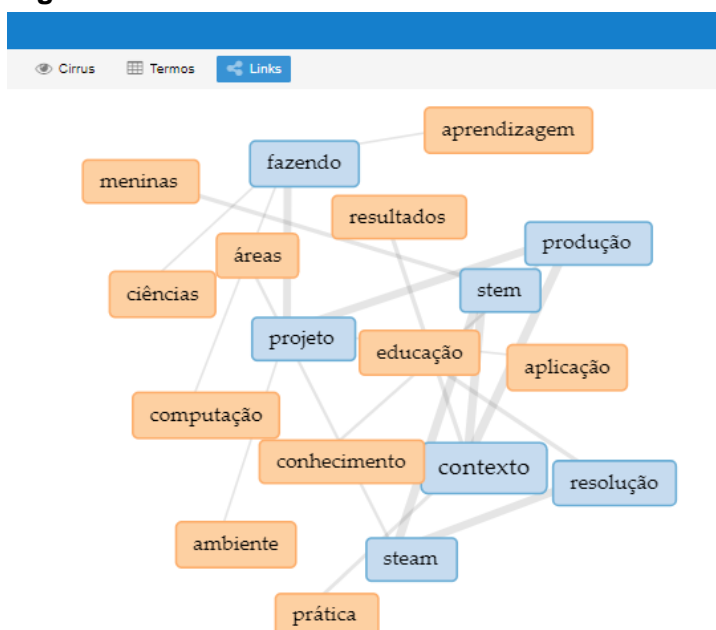 Cirrus Termos Links
aprendizagem
fazendo
meninas
resultados
produção
áreas
stem
ciências
projeto
educação
aplicação
computação
conhecimento
contexto
resolução
ambiente
steam
prática